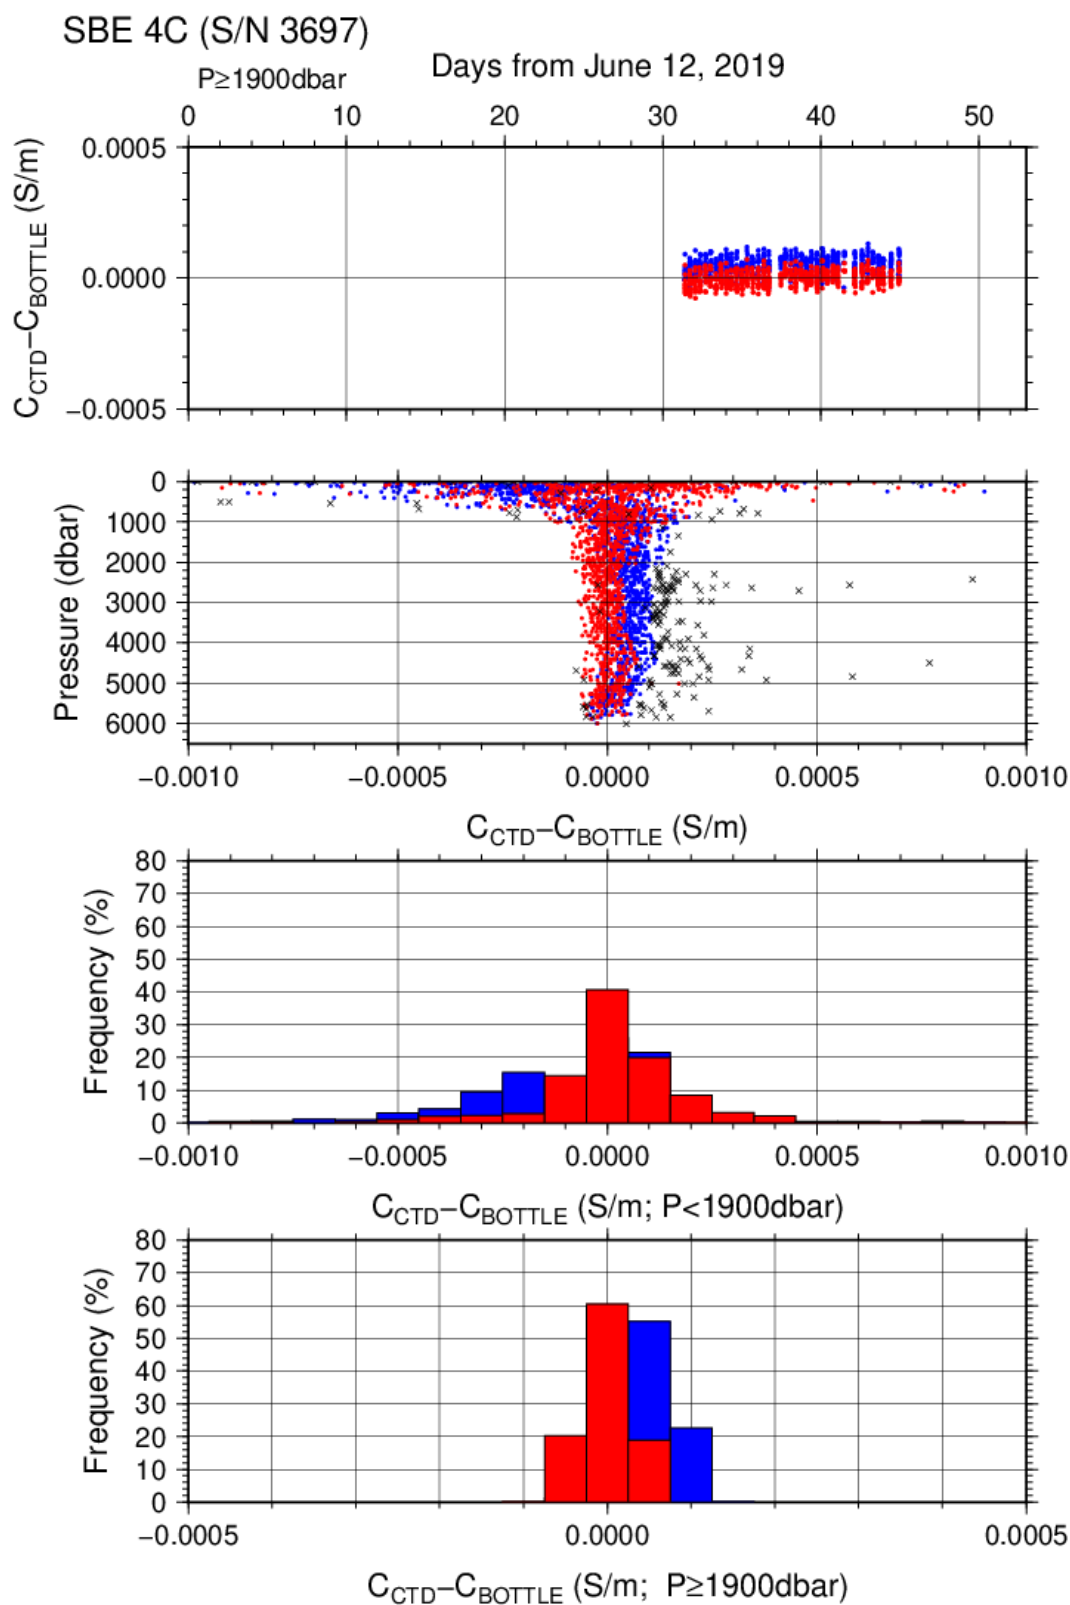 SBE 4C (S/N 3697)
P≥1900dbar
Days from June 12, 2019
0 10 20 30 40 50
C_CTD–C_BOTTLE (S/m)
0.0005
0.0000
−0.0005
Pressure (dbar)
0
1000
2000
3000
4000
5000
6000
−0.0010 −0.0005 0.0000 0.0005 0.0010
C_CTD–C_BOTTLE (S/m)
Frequency (%)
80
70
60
50
40
30
20
10
0
−0.0010 −0.0005 0.0000 0.0005 0.0010
C_CTD–C_BOTTLE (S/m; P<1900dbar)
Frequency (%)
80
70
60
50
40
30
20
10
0
−0.0005 0.0000 0.0005
C_CTD–C_BOTTLE (S/m; P≥1900dbar)